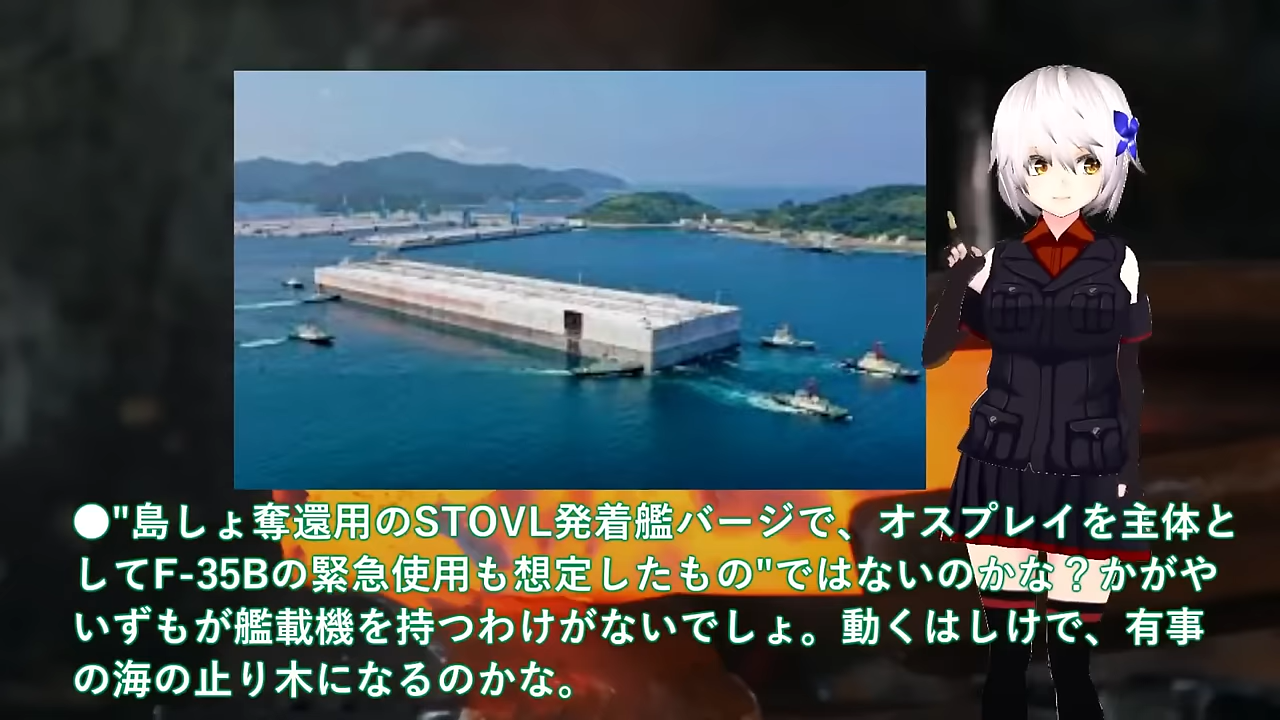 ●"島しょ奪還用のSTOVL発着艦バージで、オスプレイを主体と
してF-35Bの緊急使用も想定したもの"ではないのかな？かがや
いずもが艦載機を持つわけがないでしょ。動くはしけで、有事
の海の止り木になるのかな。